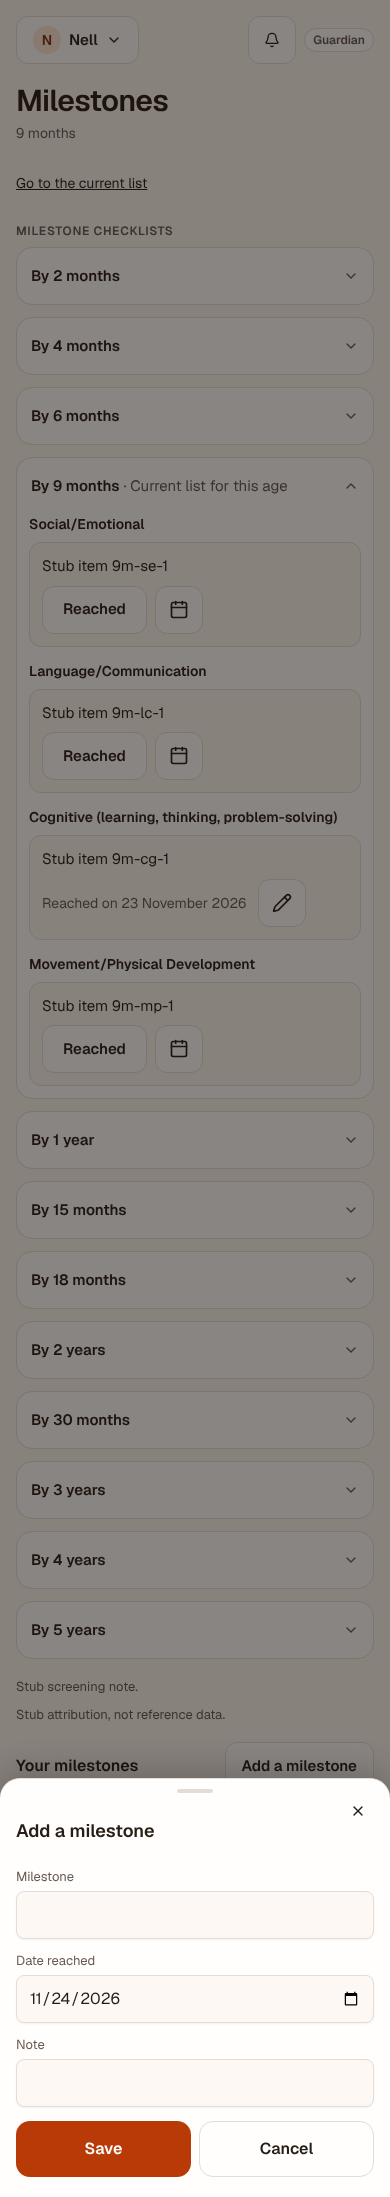 N Nell
Guardian
Milestones
9 months
Go to the current list
MILESTONE CHECKLISTS
By 2 months
By 4 months
By 6 months
By 9 months · Current list for this age
Social/Emotional
Stub item 9m-se-1
Reached
Language/Communication
Stub item 9m-lc-1
Reached
Cognitive (learning, thinking, problem-solving)
Stub item 9m-cg-1
Reached on 23 November 2026
Movement/Physical Development
Stub item 9m-mp-1
Reached
By 1 year
By 15 months
By 18 months
By 2 years
By 30 months
By 3 years
By 4 years
By 5 years
Stub screening note.
Stub attribution, not reference data.
Your milestones
Add a milestone
Add a milestone
Milestone
Date reached
11/24/2026
Note
Save
Cancel